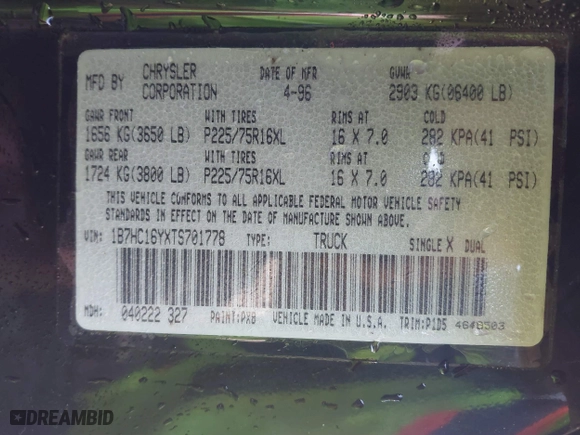 MFD BY CHRYSLER CORPORATION DATE OF MFR 4-96 GVWR 2903 KG(06400 LB)
GAWR FRONT WITH TIRES RIMS AT COLD
1656 KG(3650 LB) P225/75R16XL 16 X 7.0 282 KPA(41 PSI)
GAWR REAR WITH TIRES RIMS AT COLD
1724 KG(3800 LB) P225/75R16XL 16 X 7.0 282 KPA(41 PSI)
THIS VEHICLE CONFORMS TO ALL APPLICABLE FEDERAL MOTOR VEHICLE SAFETY
STANDARDS IN EFFECT ON THE DATE OF MANUFACTURE SHOWN ABOVE.
VIN: 1B7HC16YXTS701778 TYPE: TRUCK SINGLE X DUAL
MDH: 040222 327 PAINT:PXB VEHICLE MADE IN U.S.A. TRIM:P1D5 4648503
DREAMBID